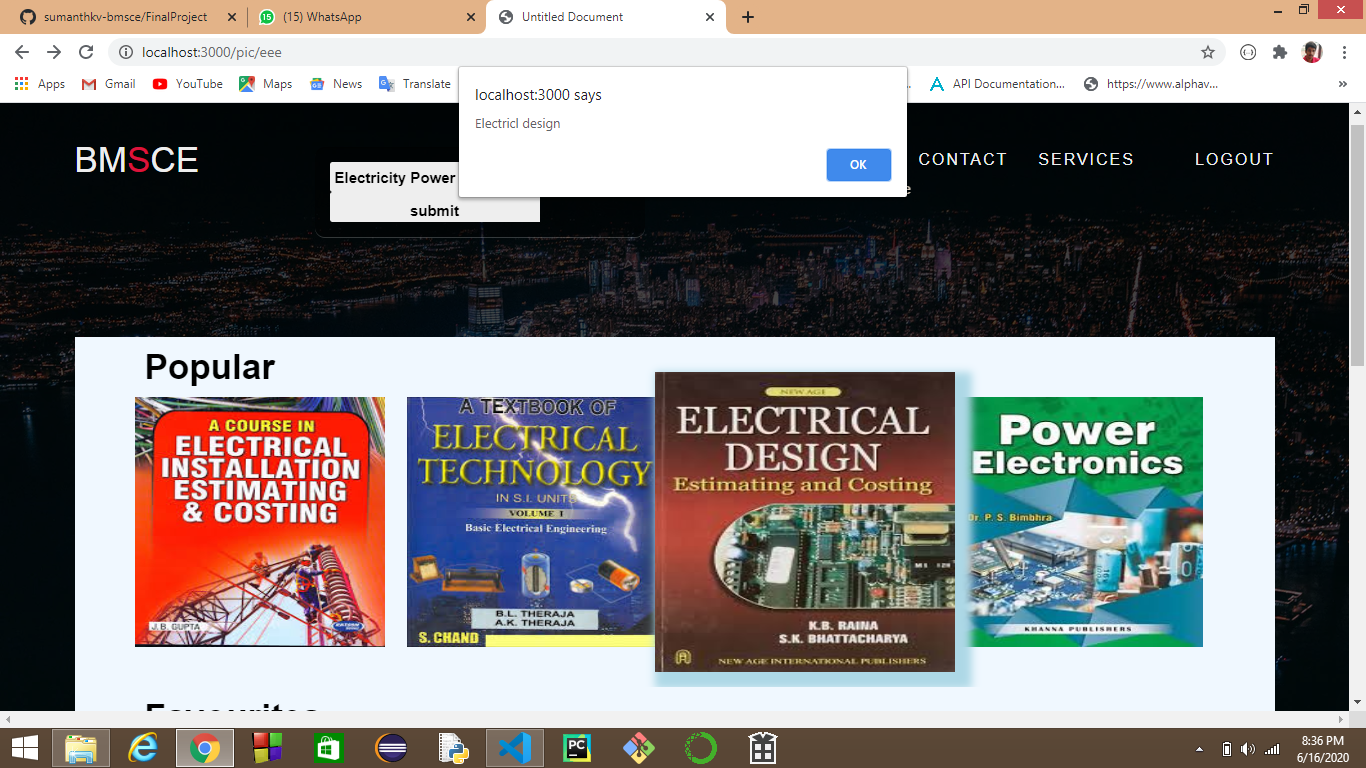 sumanthkv-bmsce/FinalProject
(15) WhatsApp
Untitled Document
localhost:3000/pic/eee
Apps
Gmail
YouTube
Maps
News
Translate
API Documentation...
https://www.alphav...
»
localhost:3000 says
Electricl design
OK
BMSCE
Electricity Power
submit
CONTACT
SERVICES
LOGOUT
e
Popular
A COURSE IN
ELECTRICAL
INSTALLATION
ESTIMATING
& COSTING
J. B. GUPTA
A TEXTBOOK OF
ELECTRICAL
TECHNOLOGY
IN S.I. UNITS
VOLUME I
Basic Electrical Engineering
B.L. THERAJA
A.K. THERAJA
S. CHAND
NEW AGE
ELECTRICAL
DESIGN
Estimating and Costing
K.B. RAINA
S.K. BHATTACHARYA
NEW AGE INTERNATIONAL PUBLISHERS
Power
Electronics
Dr. P. S. Bimbhra
KHANNA PUBLISHERS
Favourites
PC
8:36 PM
6/16/2020